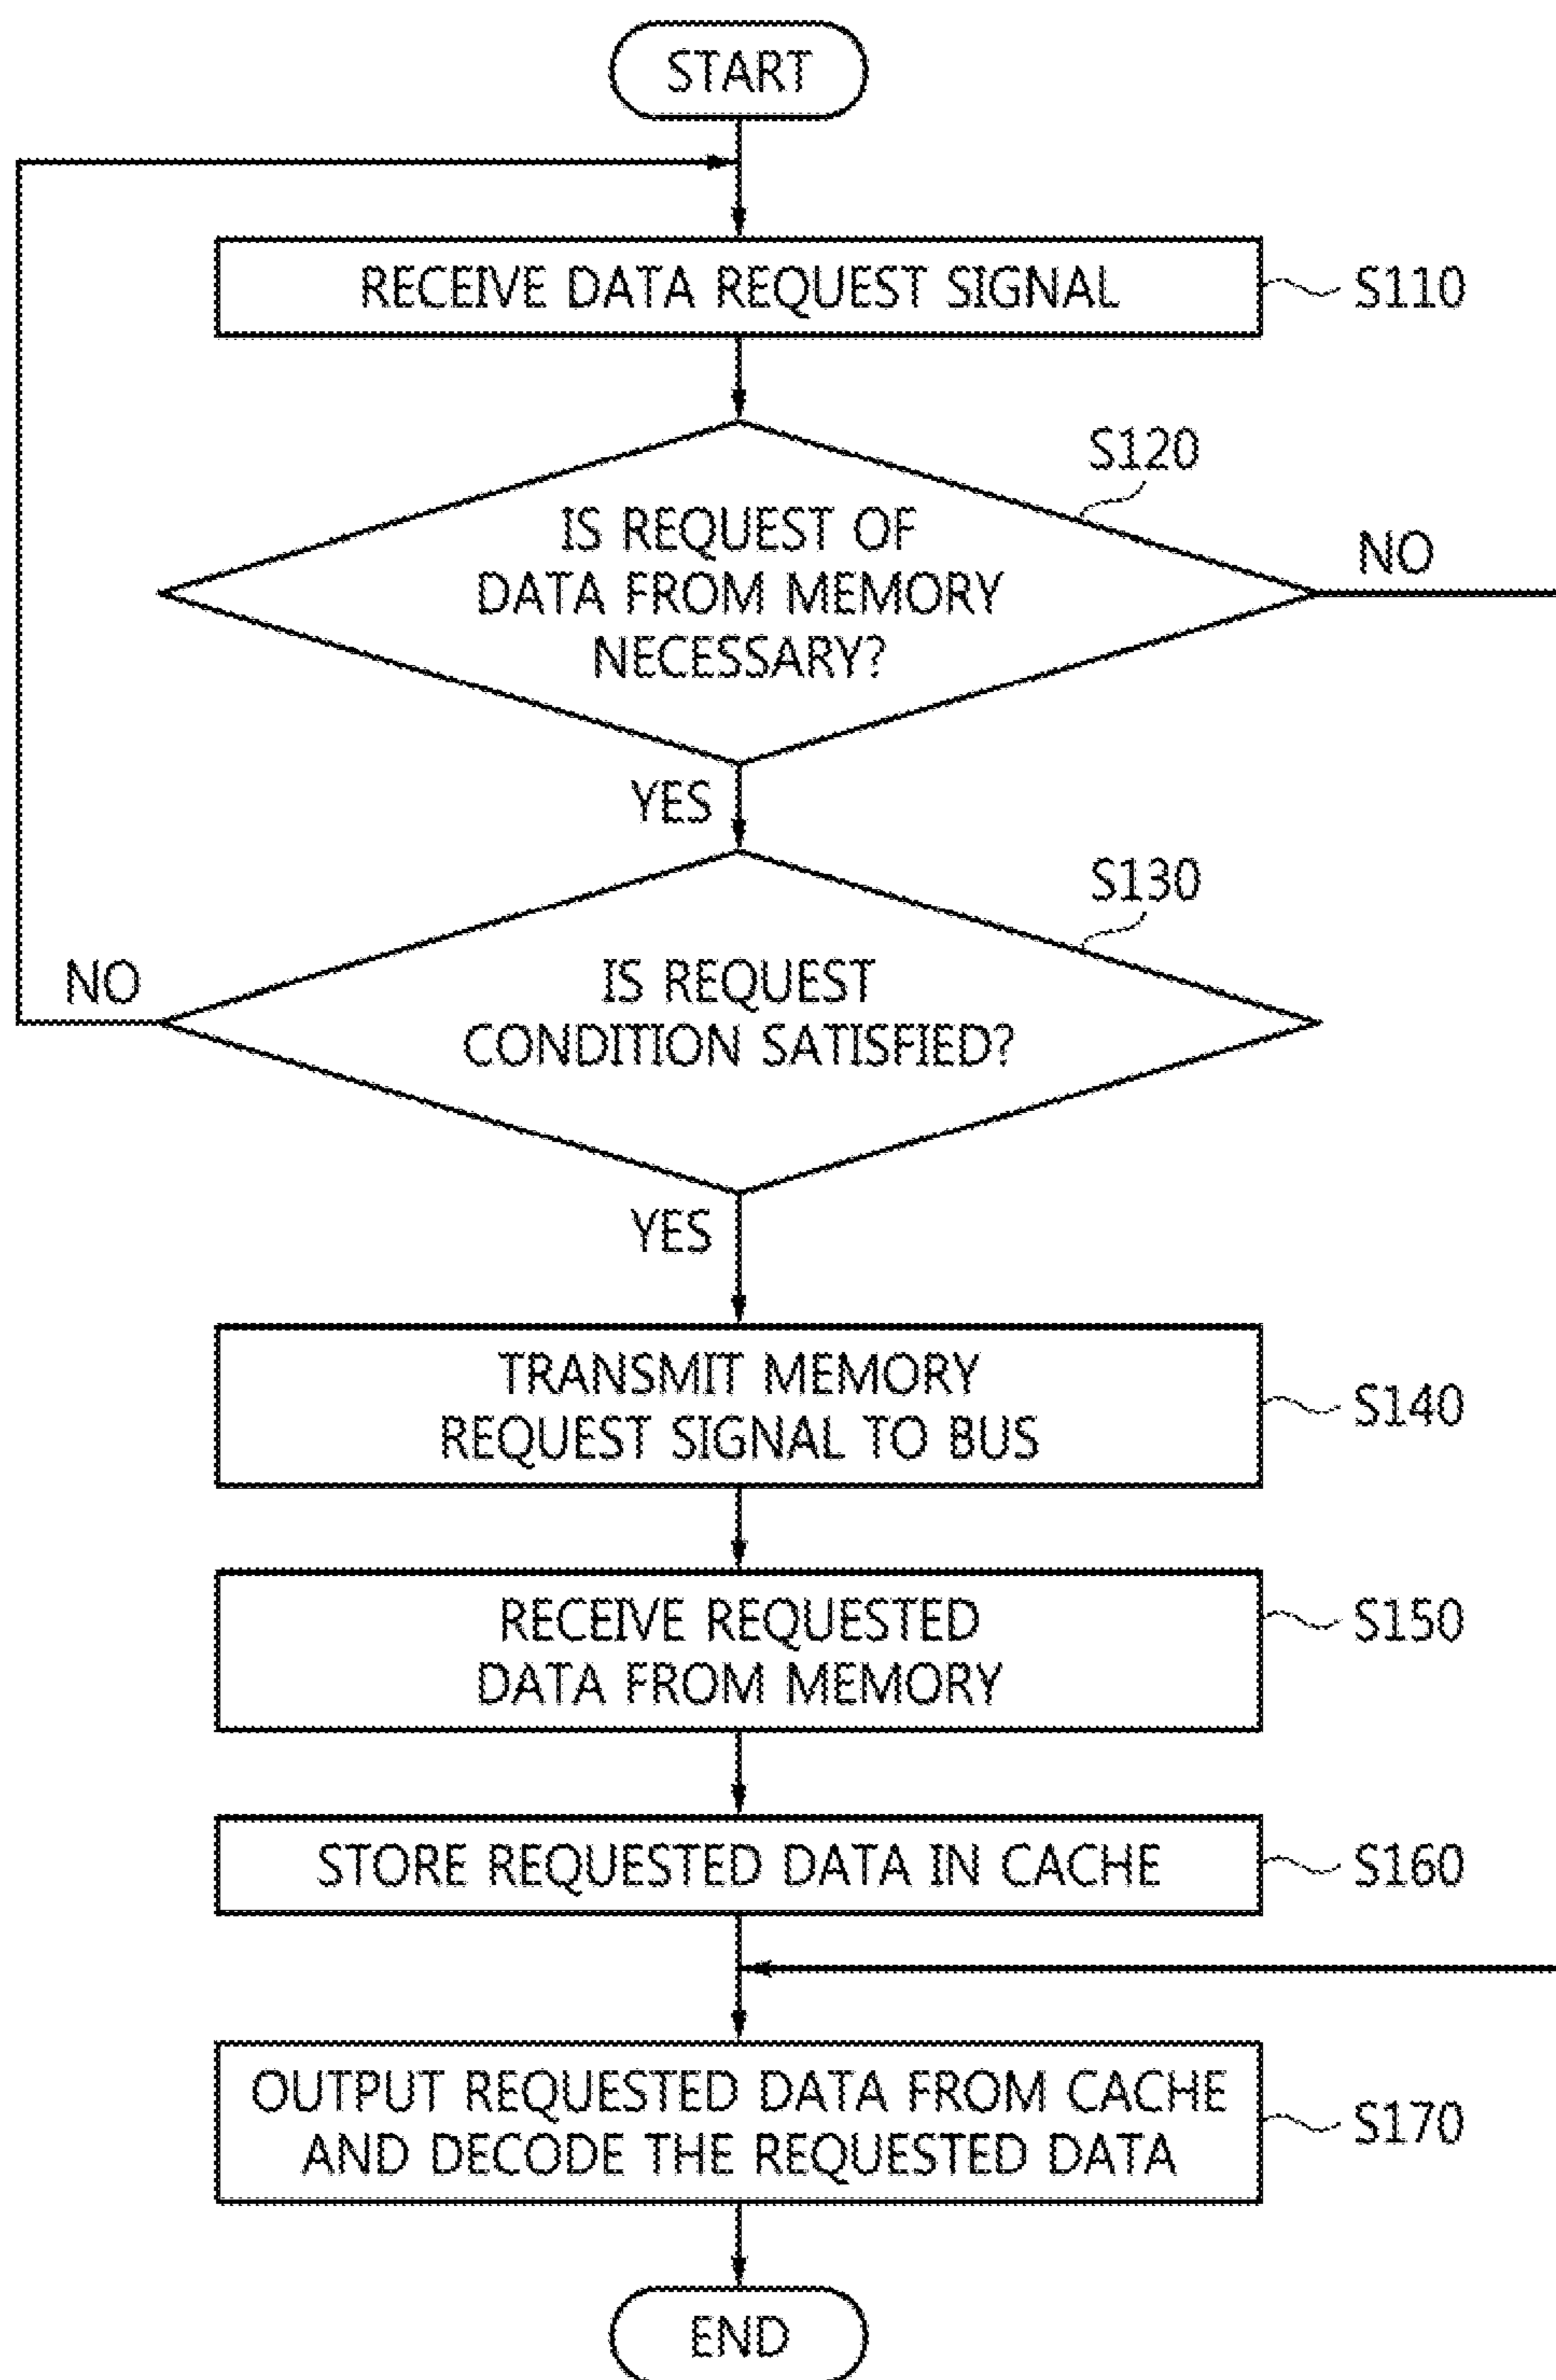 START
RECEIVE DATA REQUEST SIGNAL
S110
S120
IS REQUEST OF
DATA FROM MEMORY
NECESSARY?
NO
YES
S130
IS REQUEST
CONDITION SATISFIED?
NO
YES
TRANSMIT MEMORY
REQUEST SIGNAL TO BUS
S140
RECEIVE REQUESTED
DATA FROM MEMORY
S150
STORE REQUESTED DATA IN CACHE
S160
OUTPUT REQUESTED DATA FROM CACHE
AND DECODE THE REQUESTED DATA
S170
END